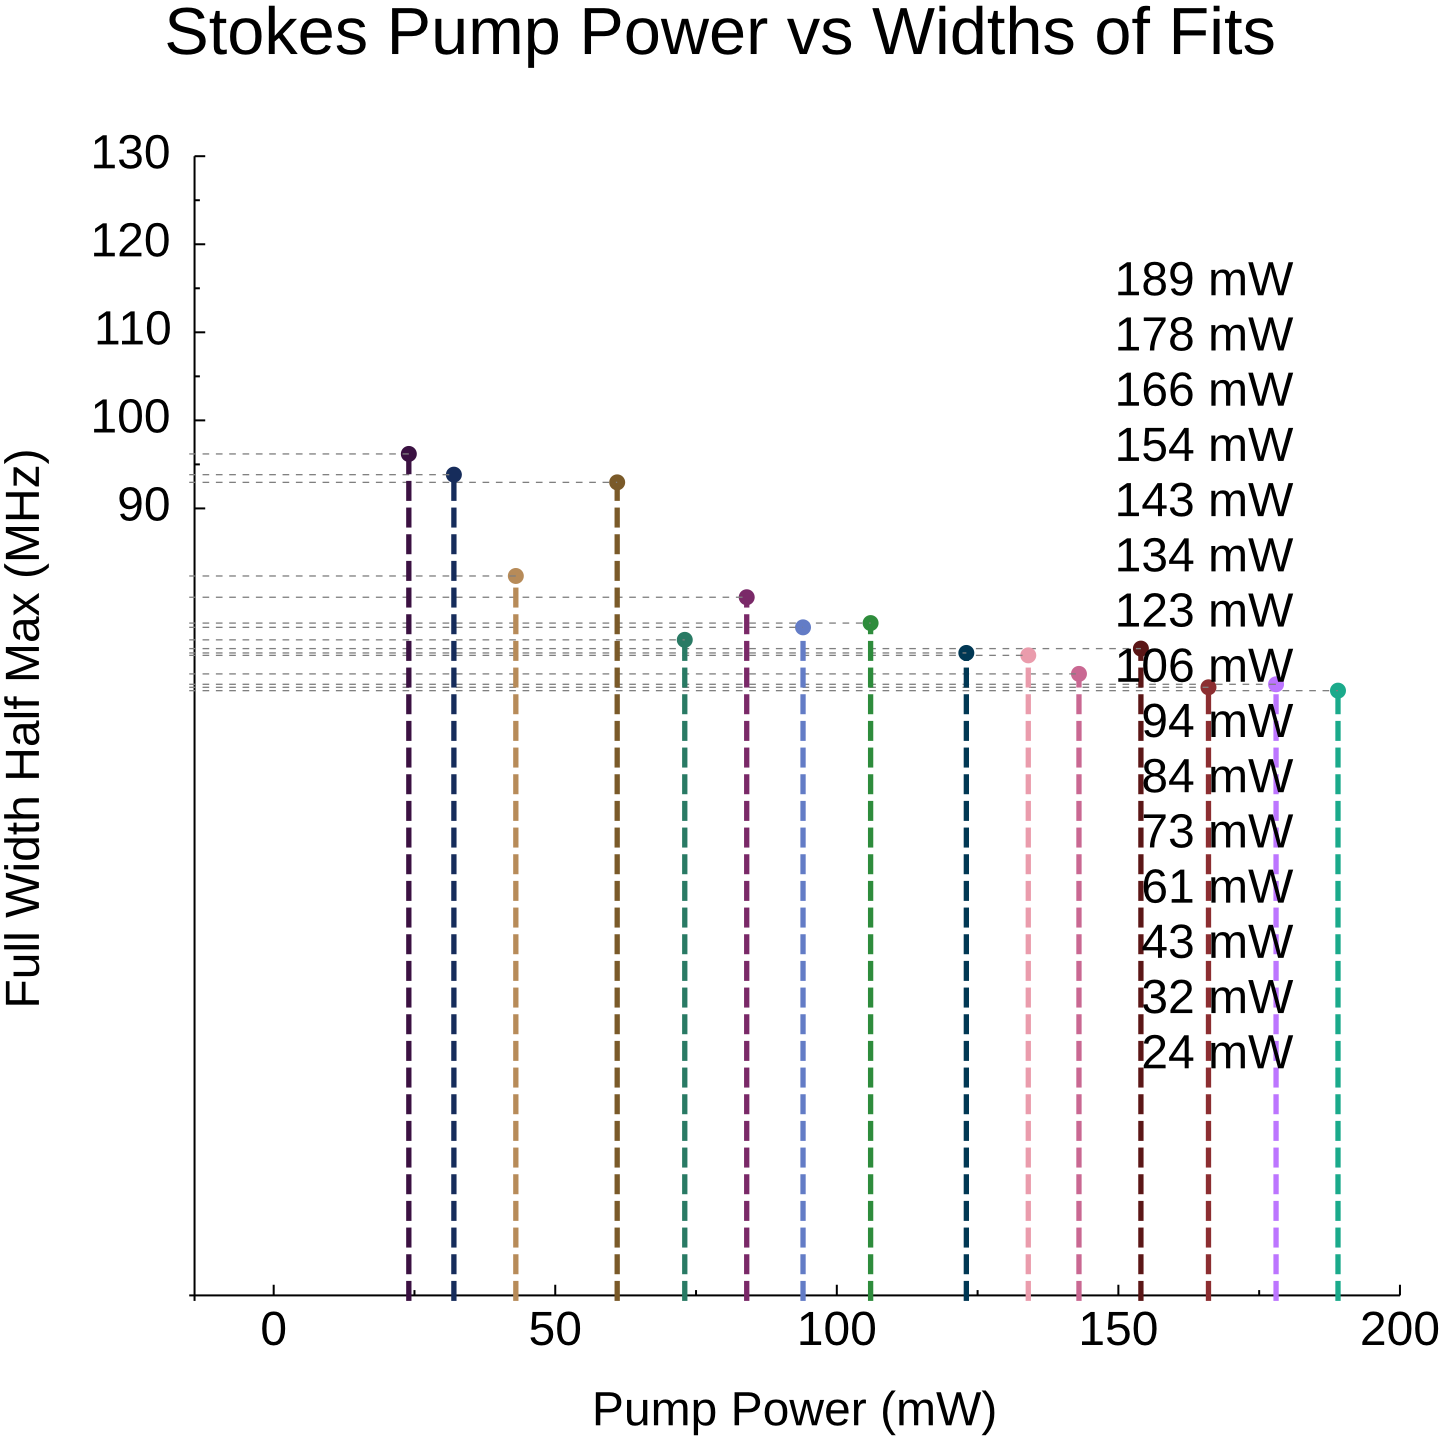 Stokes Pump Power vs Widths of Fits
130
120
110
100
90
Full Width Half Max (MHz)
189 mW
178 mW
166 mW
154 mW
143 mW
134 mW
123 mW
106 mW
94 mW
84 mW
73 mW
61 mW
43 mW
32 mW
24 mW
0 50 100 150 200
Pump Power (mW)